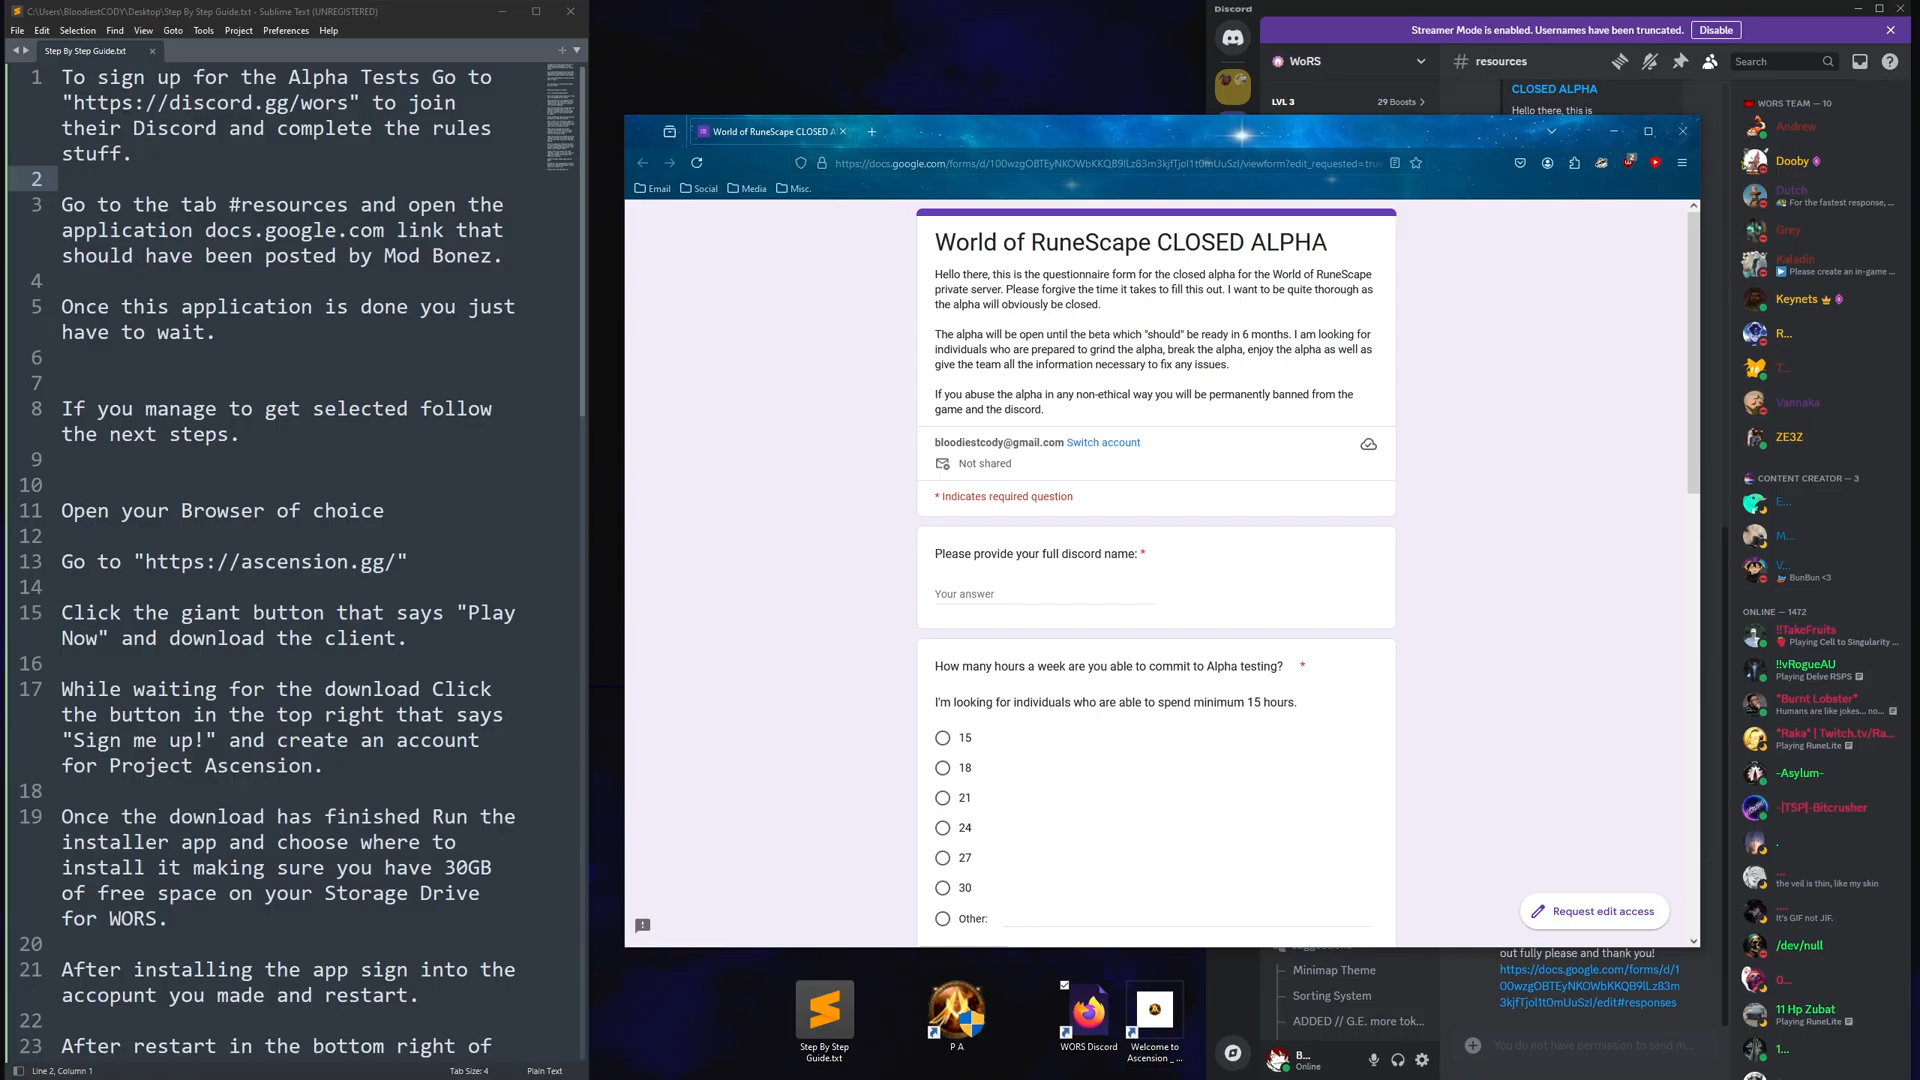 C:\Users\BloodiestCODY\Desktop\Step By Step Guide.txt - Sublime Text (UNREGISTERED)
File Edit Selection Find View Goto Tools Project Preferences Help
Step By Step Guide.txt
1 To sign up for the Alpha Tests Go to
"https://discord.gg/wors" to join
their Discord and complete the rules
stuff.
2
3 Go to the tab #resources and open the
application docs.google.com link that
should have been posted by Mod Bonez.
4
5 Once this application is done you just
have to wait.
6
7
8 If you manage to get selected follow
the next steps.
9
10
11 Open your Browser of choice
12
13 Go to "https://ascension.gg/"
14
15 Click the giant button that says "Play
Now" and download the client.
16
17 While waiting for the download Click
the button in the top right that says
"Sign me up!" and create an account
for Project Ascension.
18
19 Once the download has finished Run the
installer app and choose where to
install it making sure you have 30GB
of free space on your Storage Drive
for WORS.
20
21 After installing the app sign into the
accopunt you made and restart.
22
23 After restart in the bottom right of
Line 2, Column 1
Tab Size: 4
Plain Text
World of RuneScape CLOSED A
Email Social Media Misc.
World of RuneScape CLOSED ALPHA
Hello there, this is the questionnaire form for the closed alpha for the World of RuneScape
private server. Please forgive the time it takes to fill this out. I want to be quite thorough as
the alpha will obviously be closed.
The alpha will be open until the beta which "should" be ready in 6 months. I am looking for
individuals who are prepared to grind the alpha, break the alpha, enjoy the alpha as well as
give the team all the information necessary to fix any issues.
If you abuse the alpha in any non-ethical way you will be permanently banned from the
game and the discord.
bloodiestcody@gmail.com Switch account
Not shared
* Indicates required question
Please provide your full discord name: *
Your answer
How many hours a week are you able to commit to Alpha testing? *
I'm looking for individuals who are able to spend minimum 15 hours.
15
18
21
24
27
30
Other:
Request edit access
Step By Step
Guide.txt
P A
WORS Discord
Welcome to
Ascension _ ...
Discord
Streamer Mode is enabled. Usernames have been truncated. Disable
WoRS
# resources
Search
LVL 3
29 Boosts
CLOSED ALPHA
Hello there, this is
Minimap Theme
Sorting System
ADDED // G.E. more tok...
B...
Online
out fully please and thank you!
You do not have permission to send m...
WORS TEAM — 10
Andrew
Dooby
Dutch
For the fastest response, ...
Grey
Kaladin
Please create an in-game ...
Keynets
R...
T...
Vannaka
ZE3Z
CONTENT CREATOR — 3
E...
M...
V...
BunBun <3
ONLINE — 1472
!!TakeFruits
Playing Cell to Singularity ...
!!vRogueAU
Playing Delve RSPS
*Burnt Lobster*
Humans are like jokes... no...
*Raka* | Twitch.tv/Ra...
Playing RuneLite
-Asylum-
-|TSP|-Bitcrusher
.
...
the veil is thin, like my skin
....
It's GIF not JIF.
/dev/null
0...
11 Hp Zubat
Playing RuneLite
1...